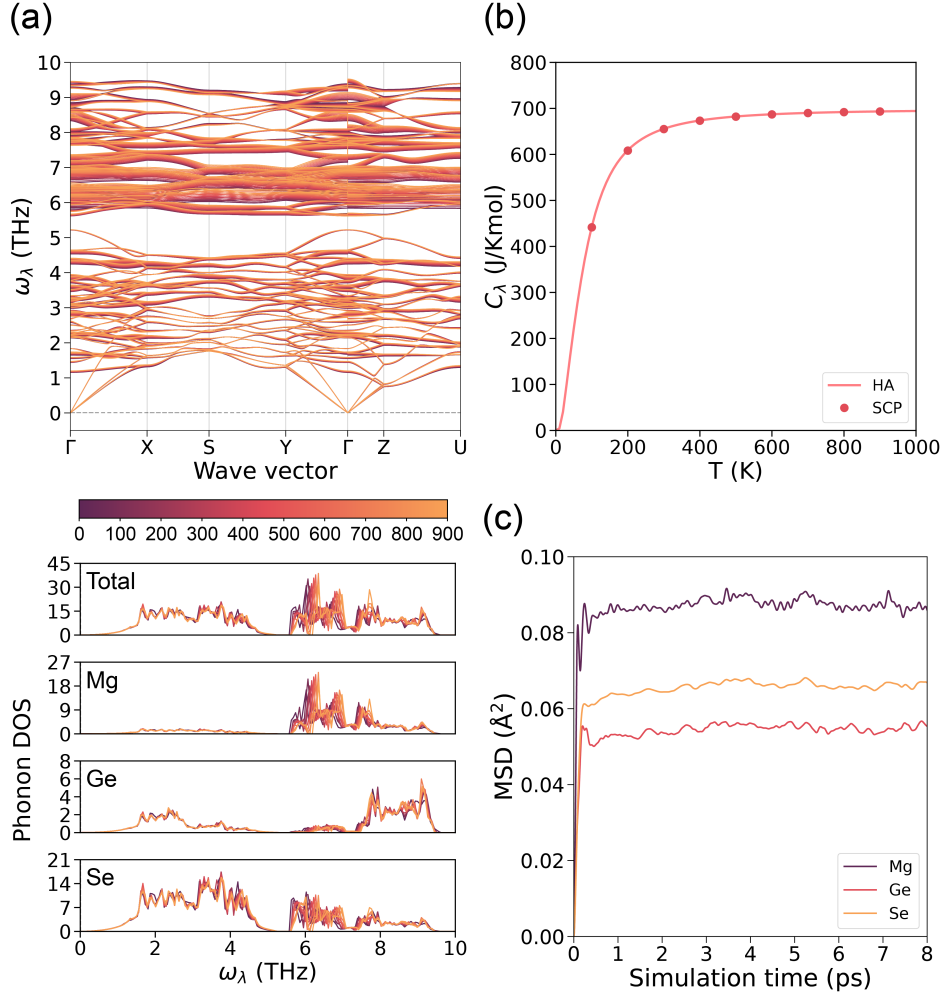 (a)
10
9
8
7
6
5
4
3
2
1
0
ωλ (THz)
Γ X S Y Γ Z U
Wave vector
0 100 200 300 400 500 600 700 800 900
Phonon DOS
45
30
15
0
Total
27
18
9
0
Mg
8
6
4
2
0
Ge
21
14
7
0
Se
0 2 4 6 8 10
ωλ (THz)
(b)
800
700
600
500
400
300
200
100
0
Cλ (J/Kmol)
HA
SCP
0 200 400 600 800 1000
T (K)
(c)
0.10
0.08
0.06
0.04
0.02
0.00
MSD (Å²)
Mg
Ge
Se
0 1 2 3 4 5 6 7 8
Simulation time (ps)